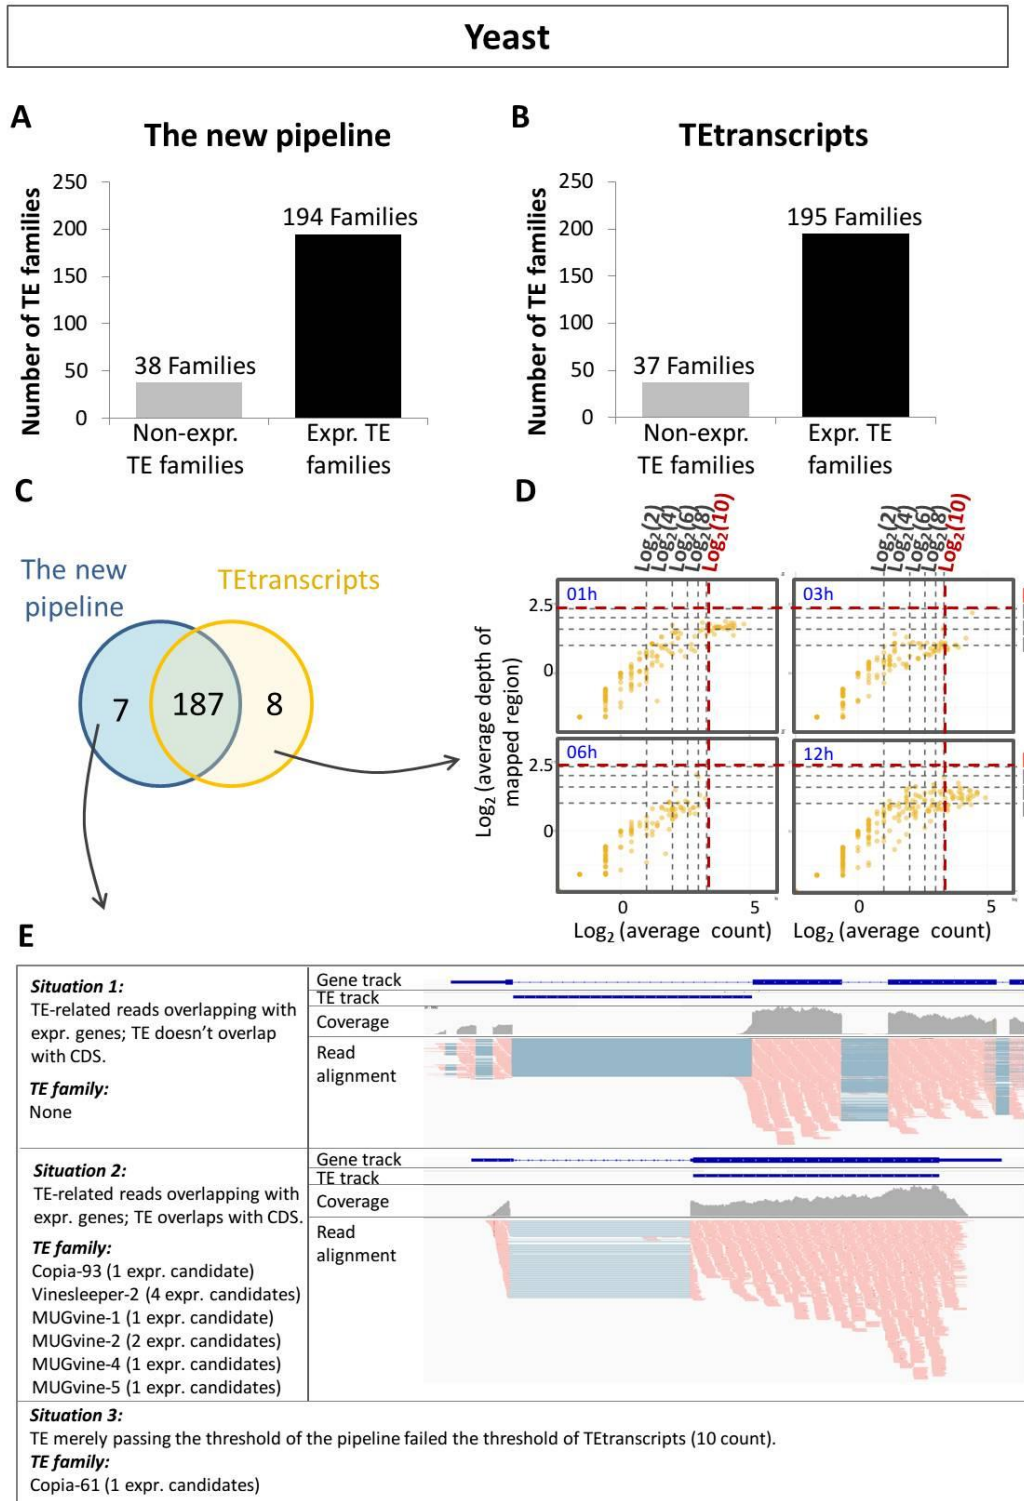 Yeast
A
The new pipeline
Number of TE families
250
200
150
100
50
0
194 Families
38 Families
Non-expr.
TE families
Expr. TE
families
B
TEtranscripts
Number of TE families
250
200
150
100
50
0
195 Families
37 Families
Non-expr.
TE families
Expr. TE
families
C
The new
pipeline
TEtranscripts
7
187
8
D
Log₂(2)
Log₂(4)
Log₂(6)
Log₂(8)
Log₂(10)
Log₂(2)
Log₂(4)
Log₂(6)
Log₂(8)
Log₂(10)
Log₂ (average depth of
mapped region)
2.5
0
2.5
0
01h
03h
06h
12h
0
5
0
5
Log₂ (average count)
Log₂ (average count)
E
Situation 1:
TE-related reads overlapping with
expr. genes; TE doesn't overlap
with CDS.
TE family:
None
Gene track
TE track
Coverage
Read
alignment
Situation 2:
TE-related reads overlapping with
expr. genes; TE overlaps with CDS.
TE family:
Copia-93 (1 expr. candidate)
Vinesleeper-2 (4 expr. candidates)
MUGvine-1 (1 expr. candidate)
MUGvine-2 (2 expr. candidates)
MUGvine-4 (1 expr. candidates)
MUGvine-5 (1 expr. candidates)
Gene track
TE track
Coverage
Read
alignment
Situation 3:
TE merely passing the threshold of the pipeline failed the threshold of TEtranscripts (10 count).
TE family:
Copia-61 (1 expr. candidates)